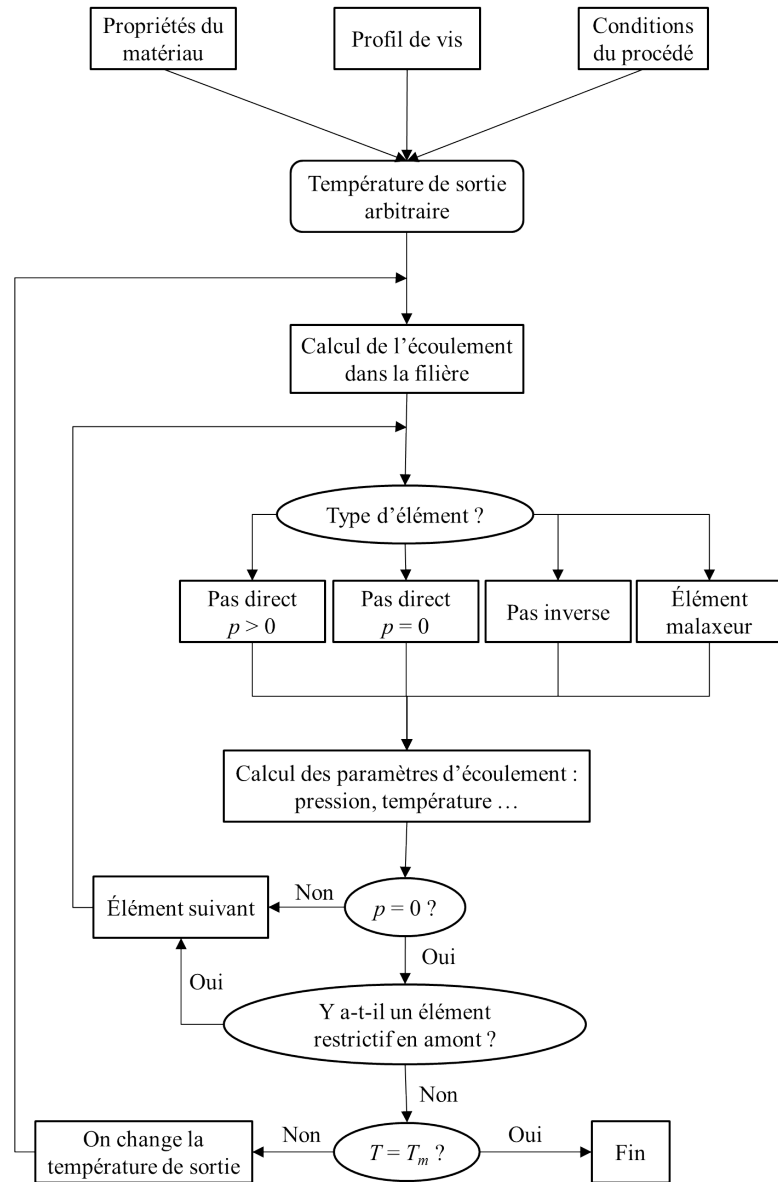 Propriétés du
matériau
Profil de vis
Conditions
du procédé
Température de sortie
arbitraire
Calcul de l’écoulement
dans la filière
Type d’élément ?
Pas direct
p > 0
Pas direct
p = 0
Pas inverse
Élément
malaxeur
Calcul des paramètres d’écoulement :
pression, température …
Élément suivant
Non
p = 0 ?
Oui
Oui
Y a-t-il un élément
restrictif en amont ?
Non
On change la
température de sortie
Non
T = Tm ?
Oui
Fin